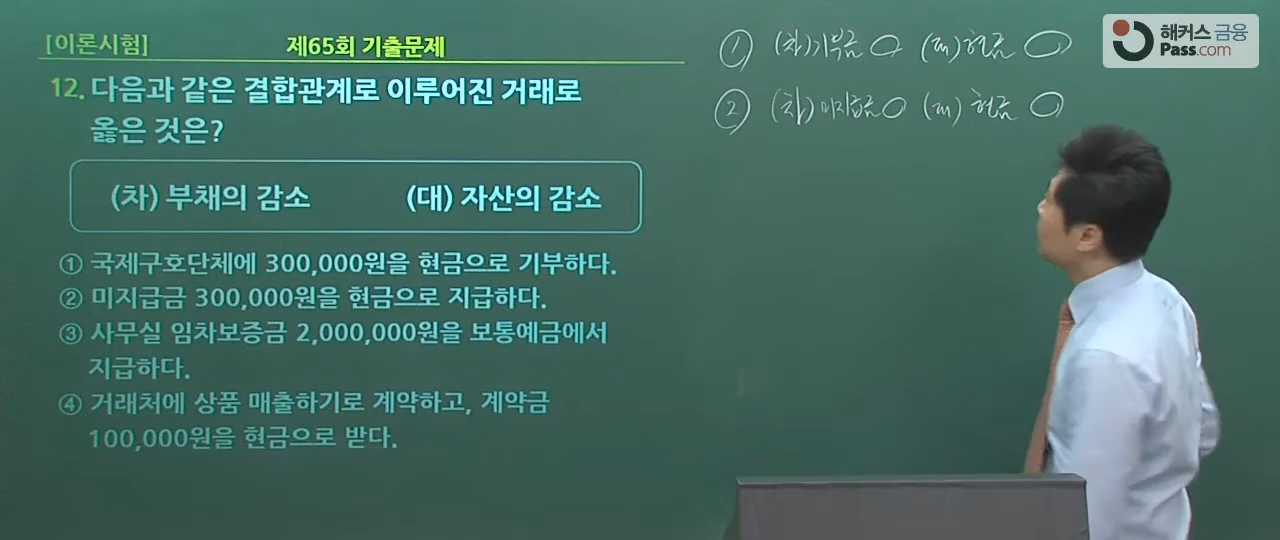 [이론시험] 제65회 기출문제
12. 다음과 같은 결합관계로 이루어진 거래로
옳은 것은?
(차) 부채의 감소 (대) 자산의 감소
① 국제구호단체에 300,000원을 현금으로 기부하다.
② 미지급금 300,000원을 현금으로 지급하다.
③ 사무실 임차보증금 2,000,000원을 보통예금에서
지급하다.
④ 거래처에 상품 매출하기로 계약하고, 계약금
100,000원을 현금으로 받다.
① (차) 기부금 (대) 현금
② (차) 미지급금 (대) 현금
해커스 금융
Pass.com